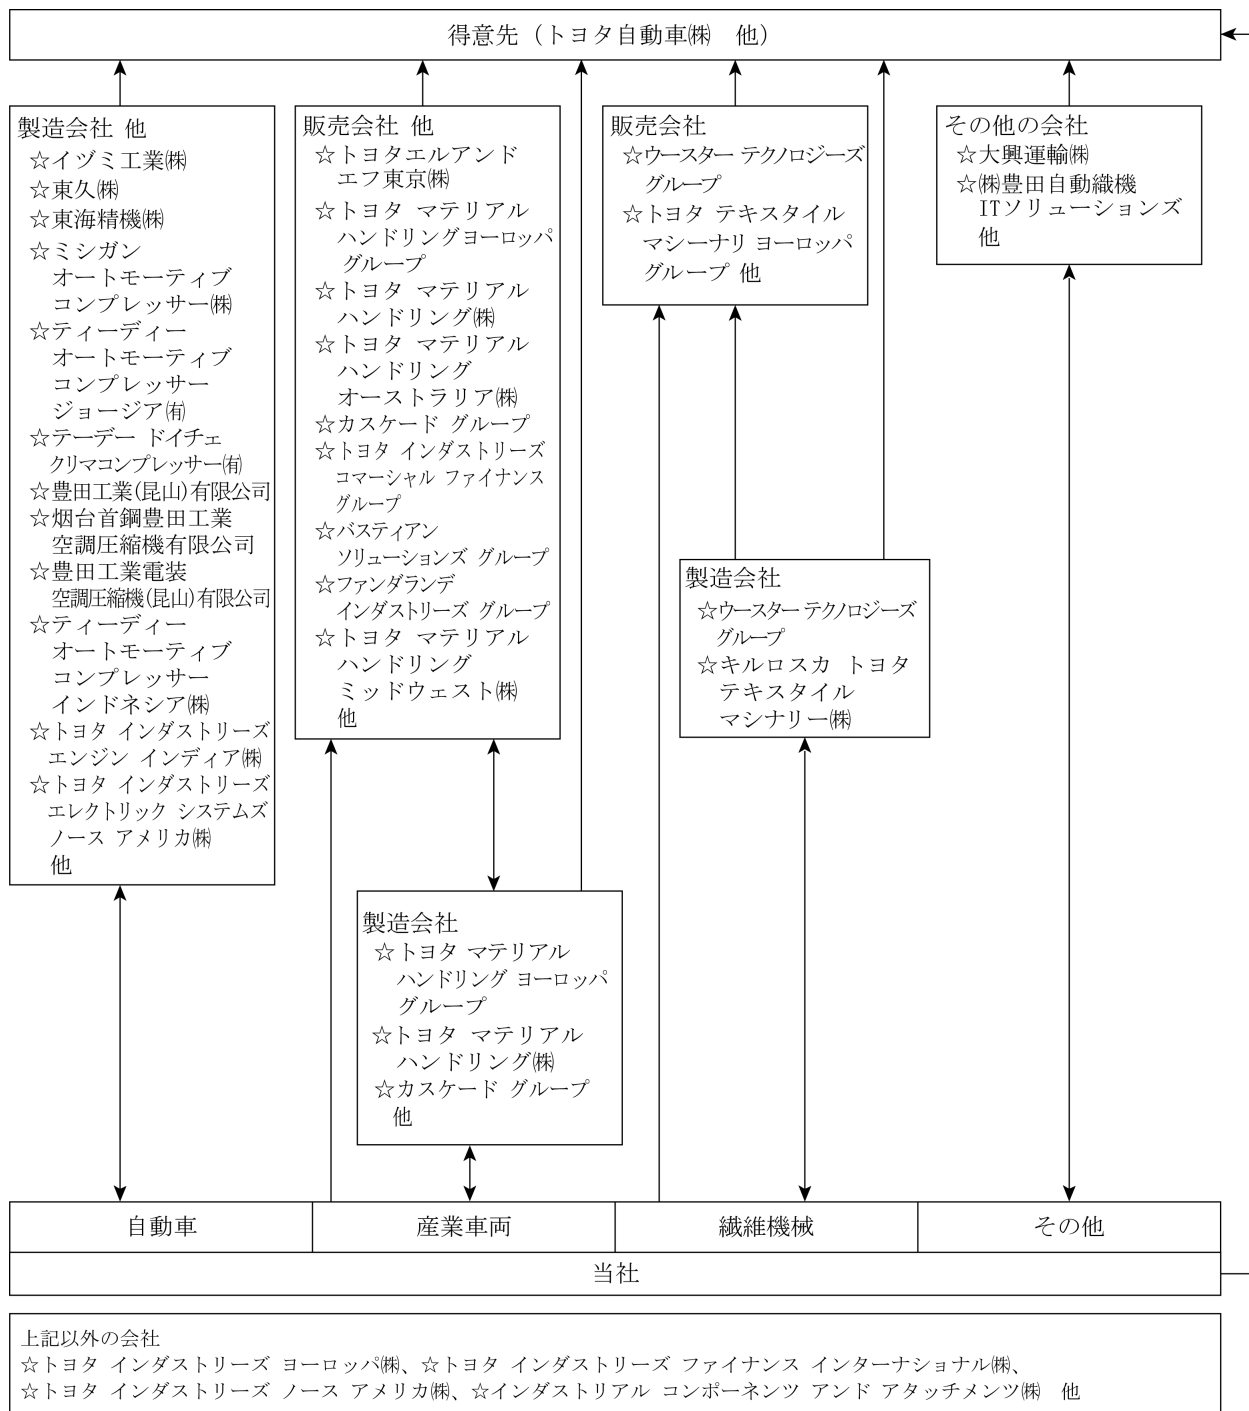 得意先（トヨタ自動車㈱　他）
製造会社 他
☆イヅミ工業㈱
☆東久㈱
☆東海精機㈱
☆ミシガン
オートモーティブ
コンプレッサー㈱
☆ティーディー
オートモーティブ
コンプレッサー
ジョージア㈲
☆テーデー ドイチェ
クリマコンプレッサー㈲
☆豊田工業(昆山)有限公司
☆烟台首鋼豊田工業
空調圧縮機有限公司
☆豊田工業電装
空調圧縮機(昆山)有限公司
☆ティーディー
オートモーティブ
コンプレッサー
インドネシア㈱
☆トヨタ インダストリーズ
エンジン インディア㈱
☆トヨタ インダストリーズ
エレクトリック システムズ
ノース アメリカ㈱
他
販売会社 他
☆トヨタエルアンド
エフ東京㈱
☆トヨタ マテリアル
ハンドリングヨーロッパ
グループ
☆トヨタ マテリアル
ハンドリング㈱
☆トヨタ マテリアル
ハンドリング
オーストラリア㈱
☆カスケード グループ
☆トヨタ インダストリーズ
コマーシャル ファイナンス
グループ
☆バスティアン
ソリューションズ グループ
☆ファンダランデ
インダストリーズ グループ
☆トヨタ マテリアル
ハンドリング
ミッドウェスト㈱
他
製造会社
☆トヨタ マテリアル
ハンドリング ヨーロッパ
グループ
☆トヨタ マテリアル
ハンドリング㈱
☆カスケード グループ
他
販売会社
☆ウースター テクノロジーズ
グループ
☆トヨタ テキスタイル
マシーナリ ヨーロッパ
グループ 他
製造会社
☆ウースター テクノロジーズ
グループ
☆キルロスカ トヨタ
テキスタイル
マシナリー㈱
その他の会社
☆大興運輸㈱
☆㈱豊田自動織機
ITソリューションズ
他
自動車 産業車両 繊維機械 その他
当社
上記以外の会社
☆トヨタ インダストリーズ ヨーロッパ㈱、☆トヨタ インダストリーズ ファイナンス インターナショナル㈱、
☆トヨタ インダストリーズ ノース アメリカ㈱、☆インダストリアル コンポーネンツ アンド アタッチメンツ㈱　他